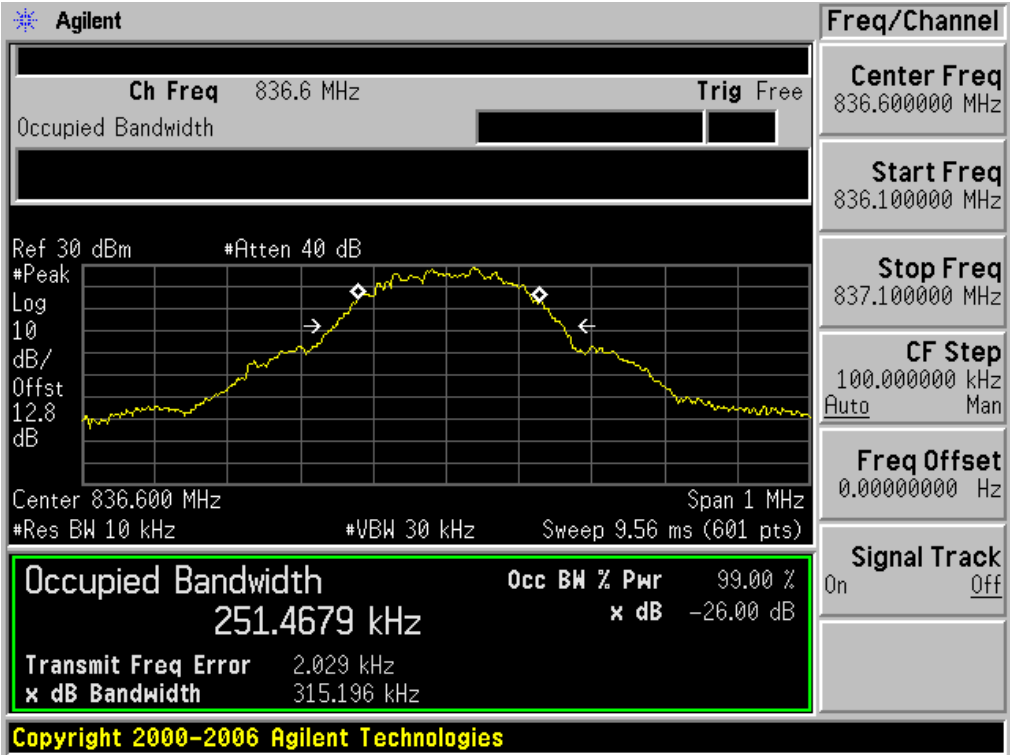 Agilent
Freq/Channel
Ch Freq 836.6 MHz Trig Free
Occupied Bandwidth
Center Freq
836.600000 MHz
Start Freq
836.100000 MHz
Stop Freq
837.100000 MHz
CF Step
100.000000 kHz
Auto Man
Freq Offset
0.00000000 Hz
Signal Track
On Off
Ref 30 dBm #Atten 40 dB
#Peak
Log
10
dB/
Offst
12.8
dB
Center 836.600 MHz Span 1 MHz
#Res BW 10 kHz #VBW 30 kHz Sweep 9.56 ms (601 pts)
Occupied Bandwidth Occ BW % Pwr 99.00 %
251.4679 kHz x dB -26.00 dB
Transmit Freq Error 2.029 kHz
x dB Bandwidth 315.196 kHz
Copyright 2000-2006 Agilent Technologies